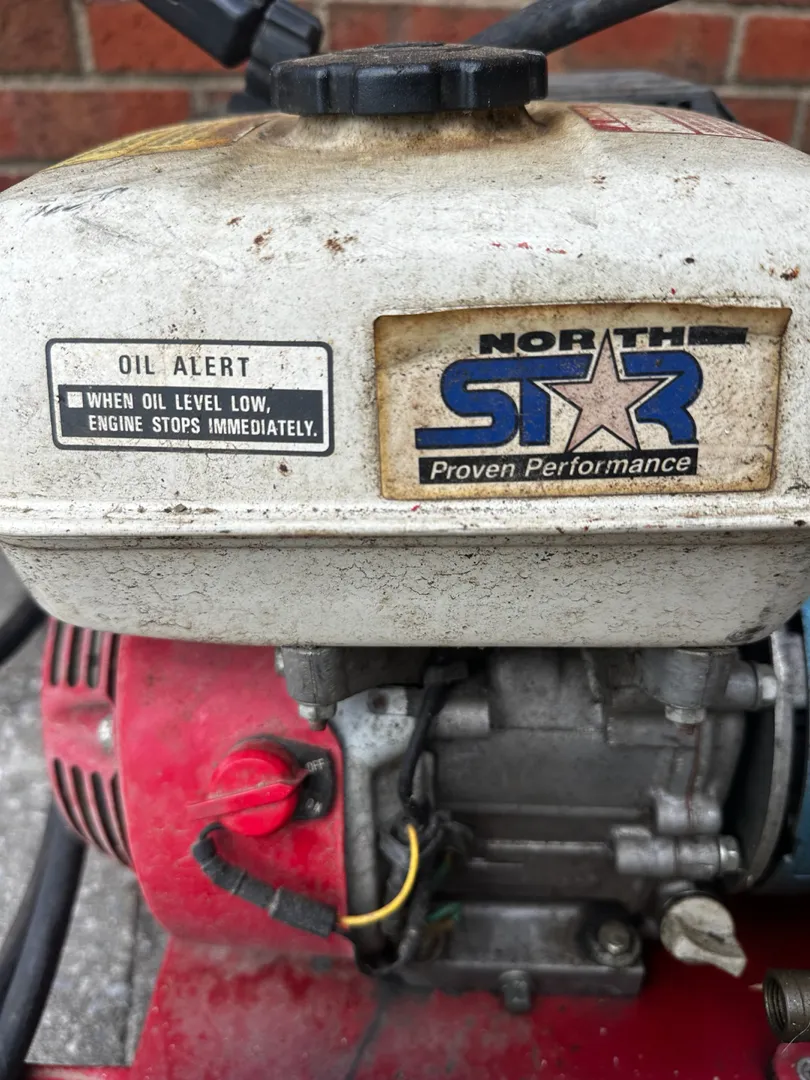 OIL ALERT
WHEN OIL LEVEL LOW,
ENGINE STOPS IMMEDIATELY.
NORTH
STAR
Proven Performance
OFF